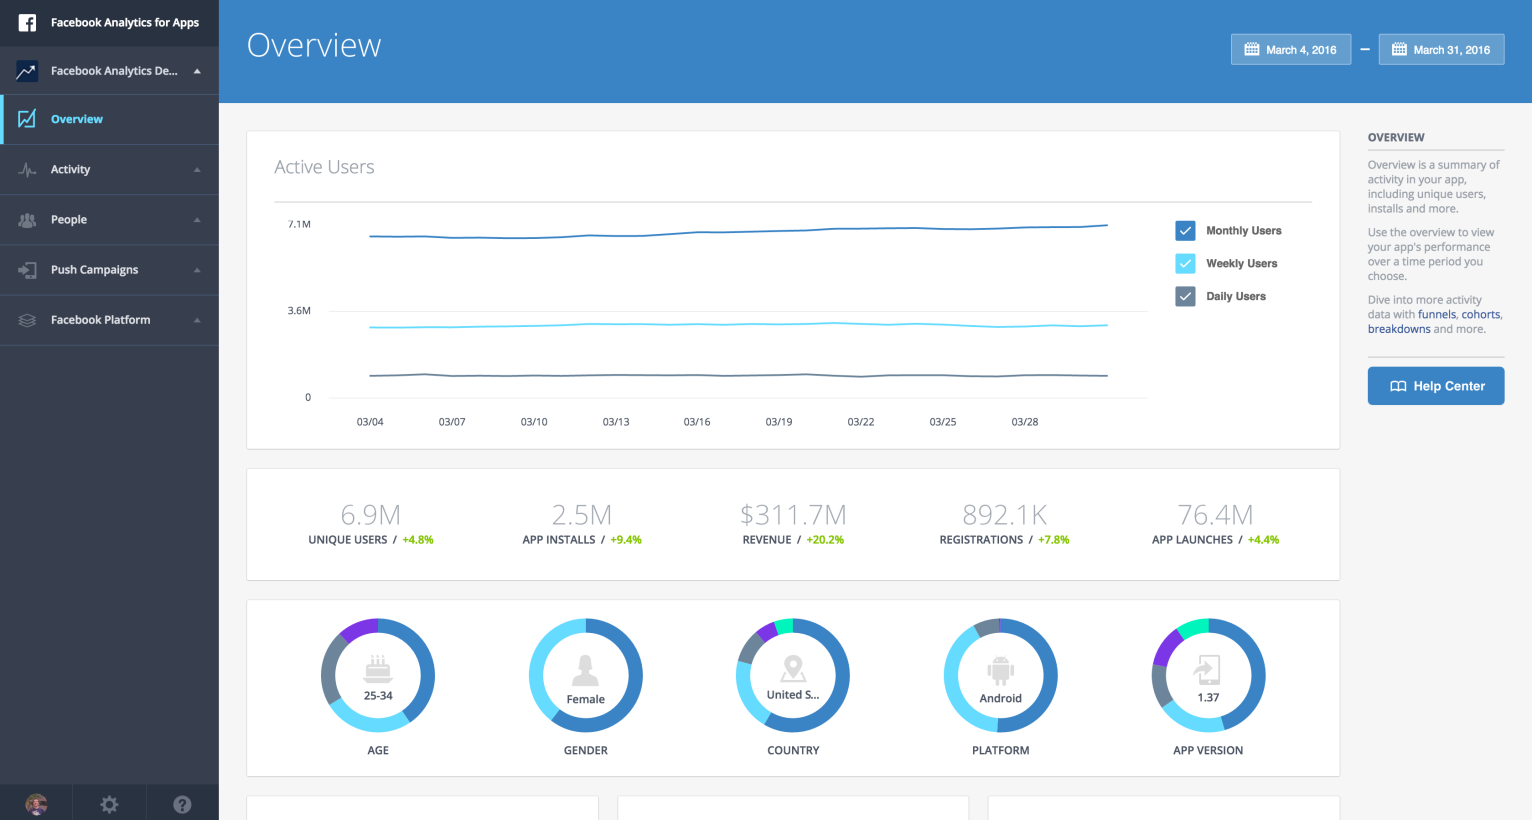 Facebook Analytics for Apps
Facebook Analytics De...
Overview
Activity
People
Push Campaigns
Facebook Platform
Overview
March 4, 2016 – March 31, 2016
Active Users
7.1M
3.6M
0
03/04 03/07 03/10 03/13 03/16 03/19 03/22 03/25 03/28
Monthly Users
Weekly Users
Daily Users
6.9M
UNIQUE USERS / +4.8%
2.5M
APP INSTALLS / +9.4%
$311.7M
REVENUE / +20.2%
892.1K
REGISTRATIONS / +7.8%
76.4M
APP LAUNCHES / +4.4%
25-34
AGE
Female
GENDER
United S...
COUNTRY
Android
PLATFORM
1.37
APP VERSION
OVERVIEW
Overview is a summary of
activity in your app,
including unique users,
installs and more.
Use the overview to view
your app's performance
over a time period you
choose.
Dive into more activity
data with funnels, cohorts,
breakdowns and more.
Help Center